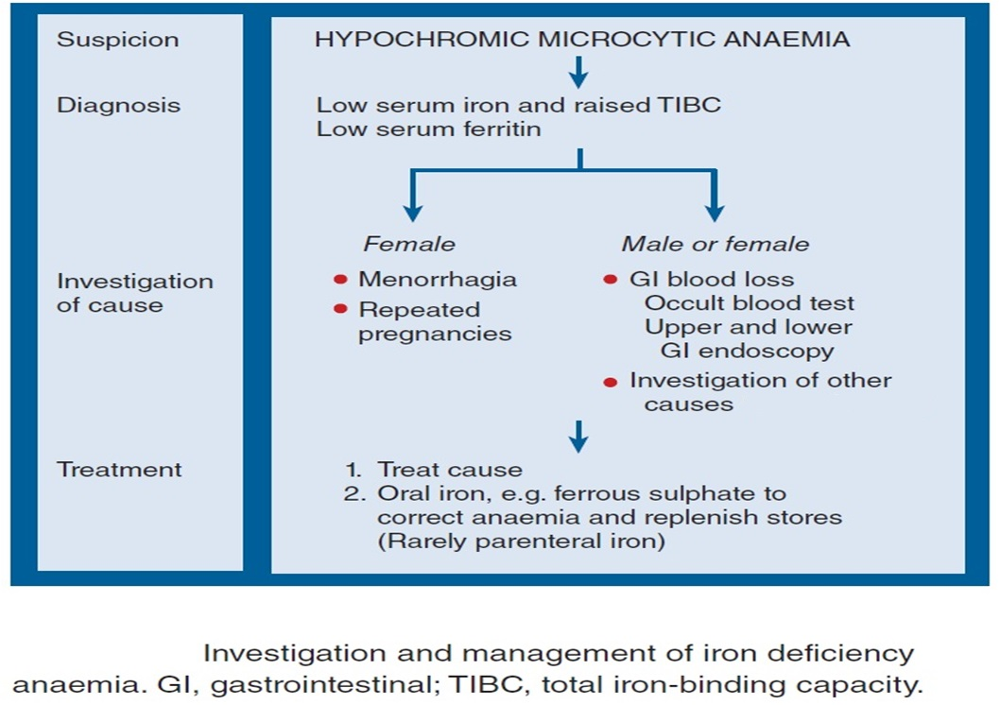 Suspicion
HYPOCHROMIC MICROCYTIC ANAEMIA
Diagnosis
Low serum iron and raised TIBC
Low serum ferritin
Investigation
of cause
Female
• Menorrhagia
• Repeated
pregnancies
Male or female
• GI blood loss
Occult blood test
Upper and lower
GI endoscopy
• Investigation of other
causes
Treatment
1. Treat cause
2. Oral iron, e.g. ferrous sulphate to
correct anaemia and replenish stores
(Rarely parenteral iron)
Investigation and management of iron deficiency
anaemia. GI, gastrointestinal; TIBC, total iron-binding capacity.